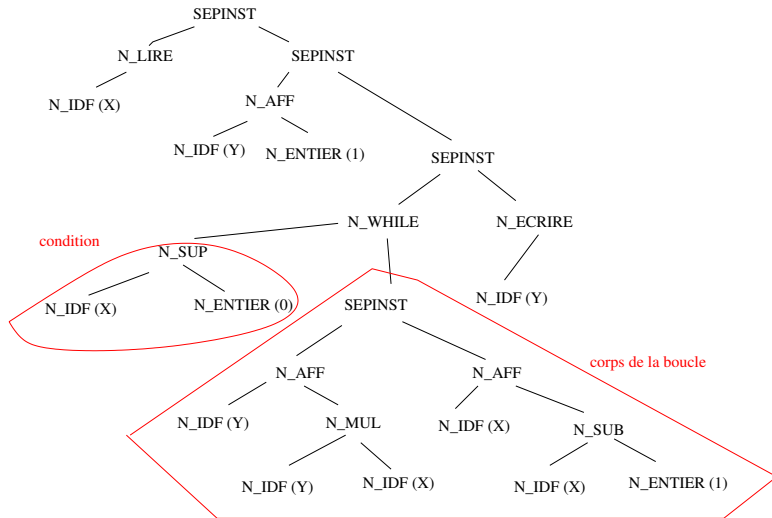 SEPINST
N_LIRE
SEPINST
N_IDF (X)
N_AFF
N_IDF (Y)
N_ENTIER (1)
SEPINST
N_WHILE
N_ECRIRE
condition
N_SUP
N_IDF (X)
N_ENTIER (0)
N_IDF (Y)
SEPINST
corps de la boucle
N_AFF
N_AFF
N_IDF (Y)
N_MUL
N_IDF (X)
N_SUB
N_IDF (Y)
N_IDF (X)
N_IDF (X)
N_ENTIER (1)